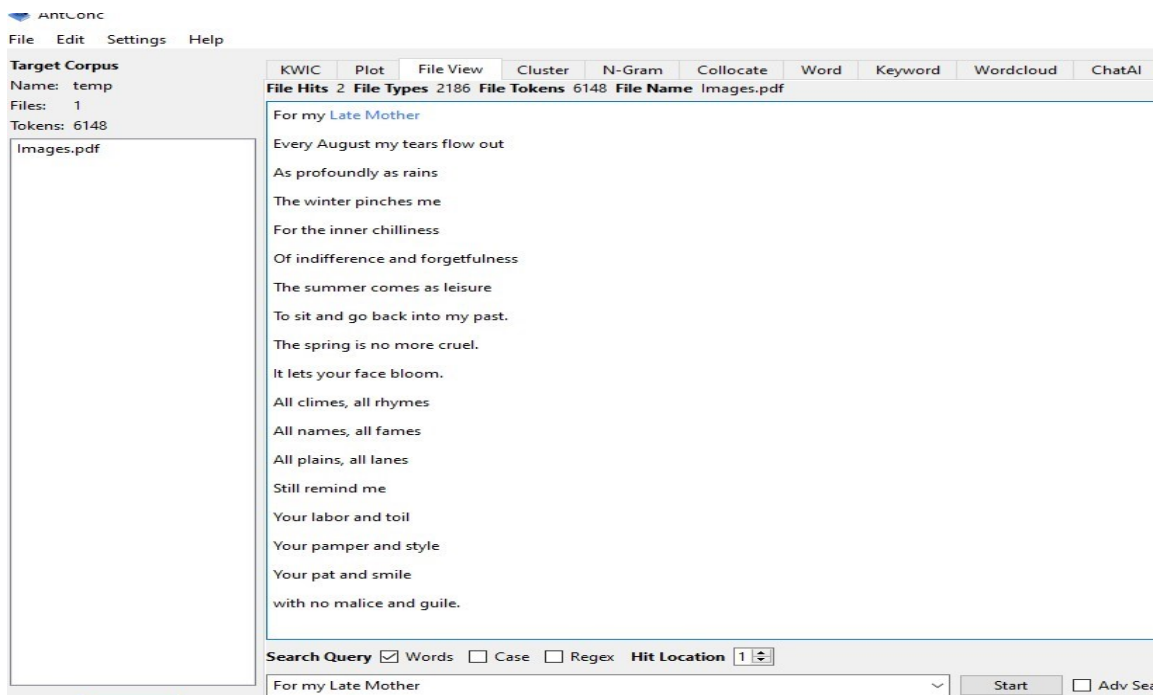 AntConc
File Edit Settings Help
Target Corpus
Name: temp
Files: 1
Tokens: 6148
Images.pdf
KWIC Plot File View Cluster N-Gram Collocate Word Keyword Wordcloud ChatAI
File Hits 2 File Types 2186 File Tokens 6148 File Name Images.pdf
For my Late Mother
Every August my tears flow out
As profoundly as rains
The winter pinches me
For the inner chilliness
Of indifference and forgetfulness
The summer comes as leisure
To sit and go back into my past.
The spring is no more cruel.
It lets your face bloom.
All climes, all rhymes
All names, all fames
All plains, all lanes
Still remind me
Your labor and toil
Your pamper and style
Your pat and smile
with no malice and guile.
Search Query Words Case Regex Hit Location 1
For my Late Mother Start Adv Sea